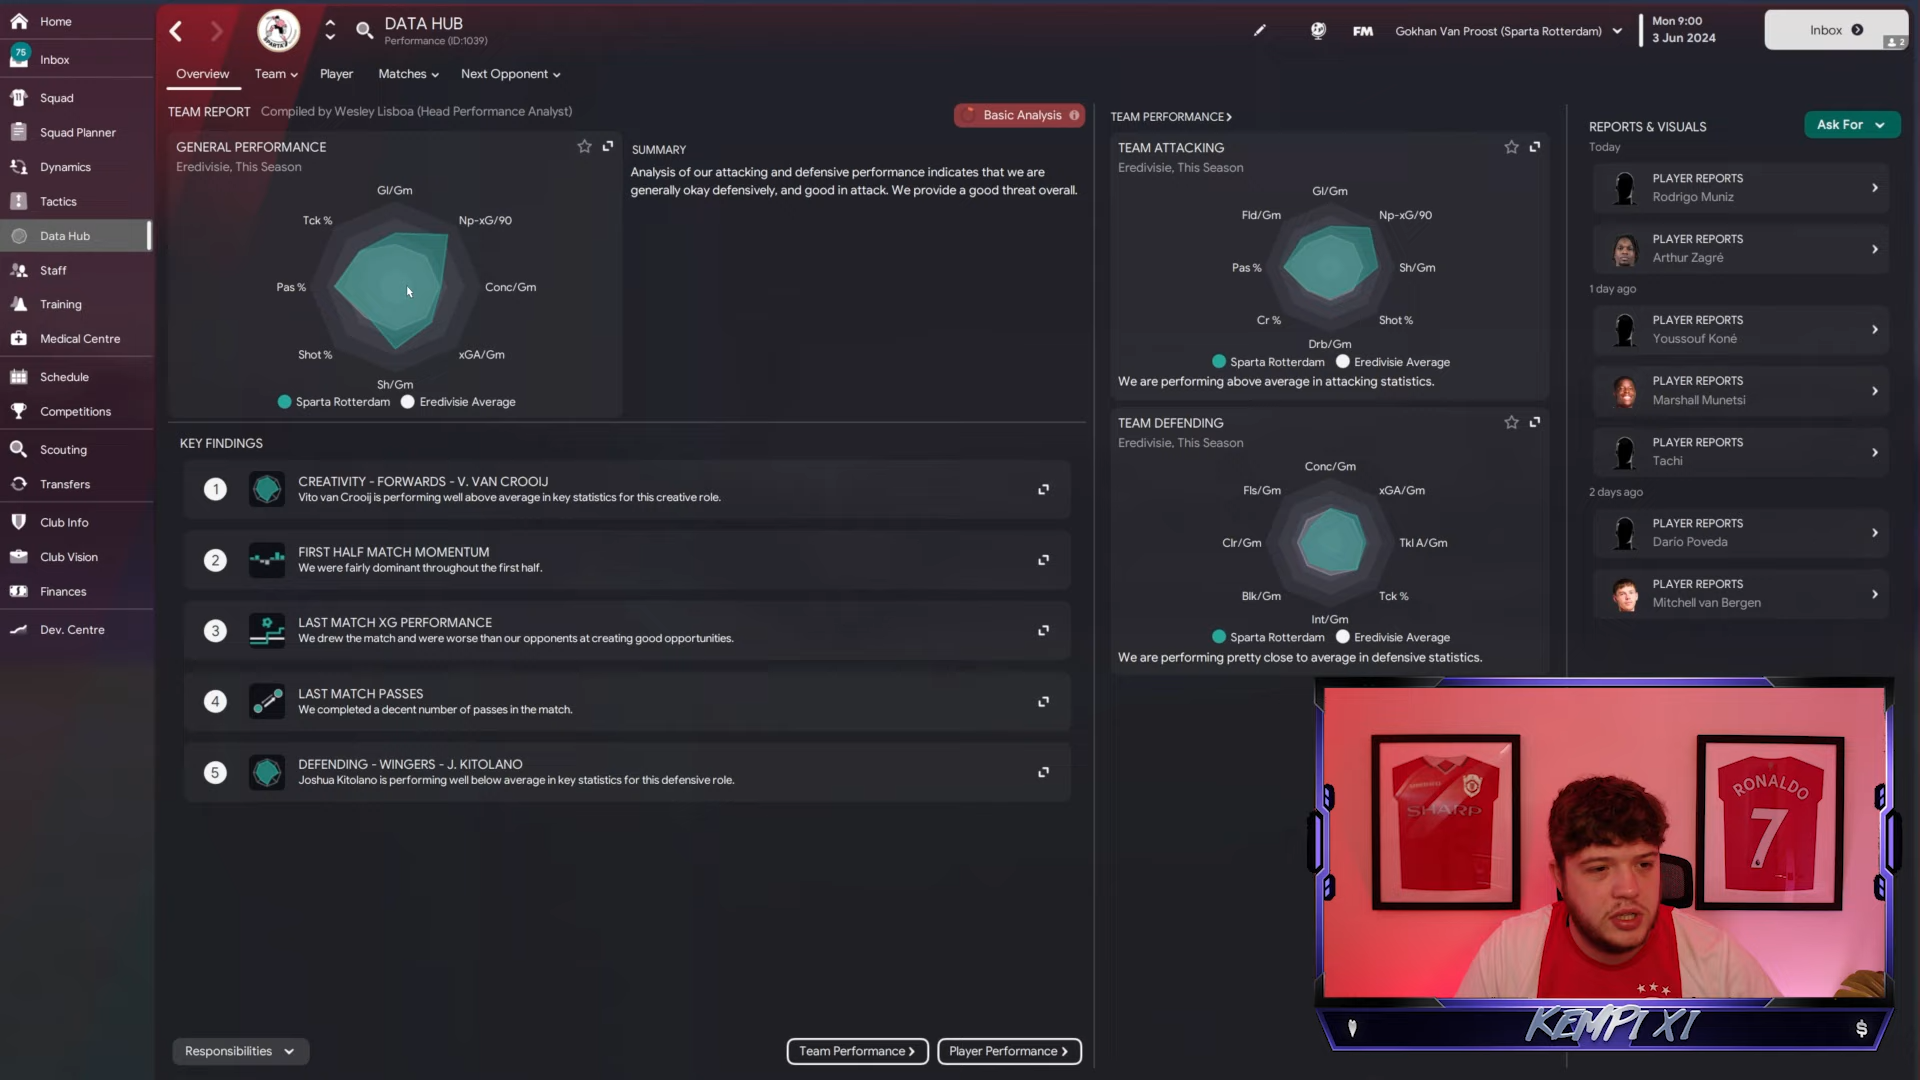 Home
75
Inbox
Squad
Squad Planner
Dynamics
Tactics
Data Hub
Staff
Training
Medical Centre
Schedule
Competitions
Scouting
Transfers
Club Info
Club Vision
Finances
Dev. Centre
DATA HUB
Performance (ID:1039)
FM
Gokhan Van Proost (Sparta Rotterdam)
Mon 9:00
3 Jun 2024
Inbox
2
Overview
Team
Player
Matches
Next Opponent
TEAM REPORT Compiled by Wesley Lisboa (Head Performance Analyst)
Basic Analysis
GENERAL PERFORMANCE
Eredivisie, This Season
Gl/Gm
Tck %
Np-xG/90
Pas %
Conc/Gm
Shot %
xGA/Gm
Sh/Gm
Sparta Rotterdam
Eredivisie Average
SUMMARY
Analysis of our attacking and defensive performance indicates that we are
generally okay defensively, and good in attack. We provide a good threat overall.
KEY FINDINGS
1
CREATIVITY - FORWARDS - V. VAN CROOIJ
Vito van Crooij is performing well above average in key statistics for this creative role.
2
FIRST HALF MATCH MOMENTUM
We were fairly dominant throughout the first half.
3
LAST MATCH XG PERFORMANCE
We drew the match and were worse than our opponents at creating good opportunities.
4
LAST MATCH PASSES
We completed a decent number of passes in the match.
5
DEFENDING - WINGERS - J. KITOLANO
Joshua Kitolano is performing well below average in key statistics for this defensive role.
Responsibilities
Team Performance
Player Performance
TEAM PERFORMANCE
TEAM ATTACKING
Eredivisie, This Season
Gl/Gm
Fld/Gm
Np-xG/90
Pas %
Sh/Gm
Cr %
Shot %
Drb/Gm
Sparta Rotterdam
Eredivisie Average
We are performing above average in attacking statistics.
TEAM DEFENDING
Eredivisie, This Season
Conc/Gm
Fls/Gm
xGA/Gm
Clr/Gm
Tkl A/Gm
Blk/Gm
Tck %
Int/Gm
Sparta Rotterdam
Eredivisie Average
We are performing pretty close to average in defensive statistics.
REPORTS & VISUALS
Ask For
Today
PLAYER REPORTS
Rodrigo Muniz
PLAYER REPORTS
Arthur Zagré
1 day ago
PLAYER REPORTS
Youssouf Koné
PLAYER REPORTS
Marshall Munetsi
PLAYER REPORTS
Tachi
2 days ago
PLAYER REPORTS
Darío Poveda
PLAYER REPORTS
Mitchell van Bergen
SHARP
RONALDO
7
KEMPI XI
$